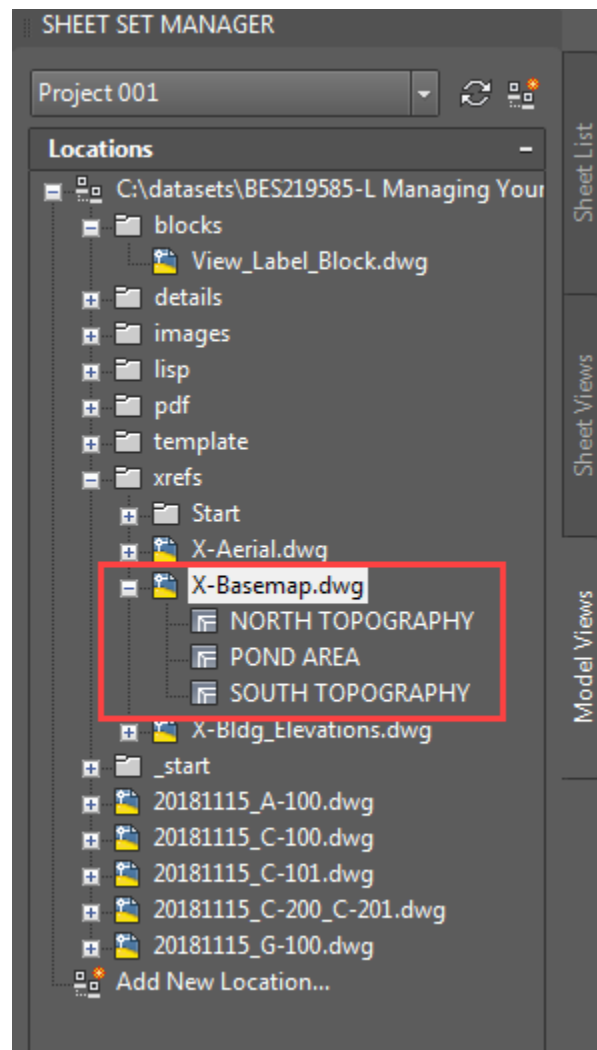 SHEET SET MANAGER
Project 001
Locations
C:\datasets\BES219585-L Managing Your
blocks
View_Label_Block.dwg
details
images
lisp
pdf
template
xrefs
Start
X-Aerial.dwg
X-Basemap.dwg
NORTH TOPOGRAPHY
POND AREA
SOUTH TOPOGRAPHY
X-Bldg_Elevations.dwg
_start
20181115_A-100.dwg
20181115_C-100.dwg
20181115_C-101.dwg
20181115_C-200_C-201.dwg
20181115_G-100.dwg
Add New Location...
Sheet List
Sheet Views
Model Views